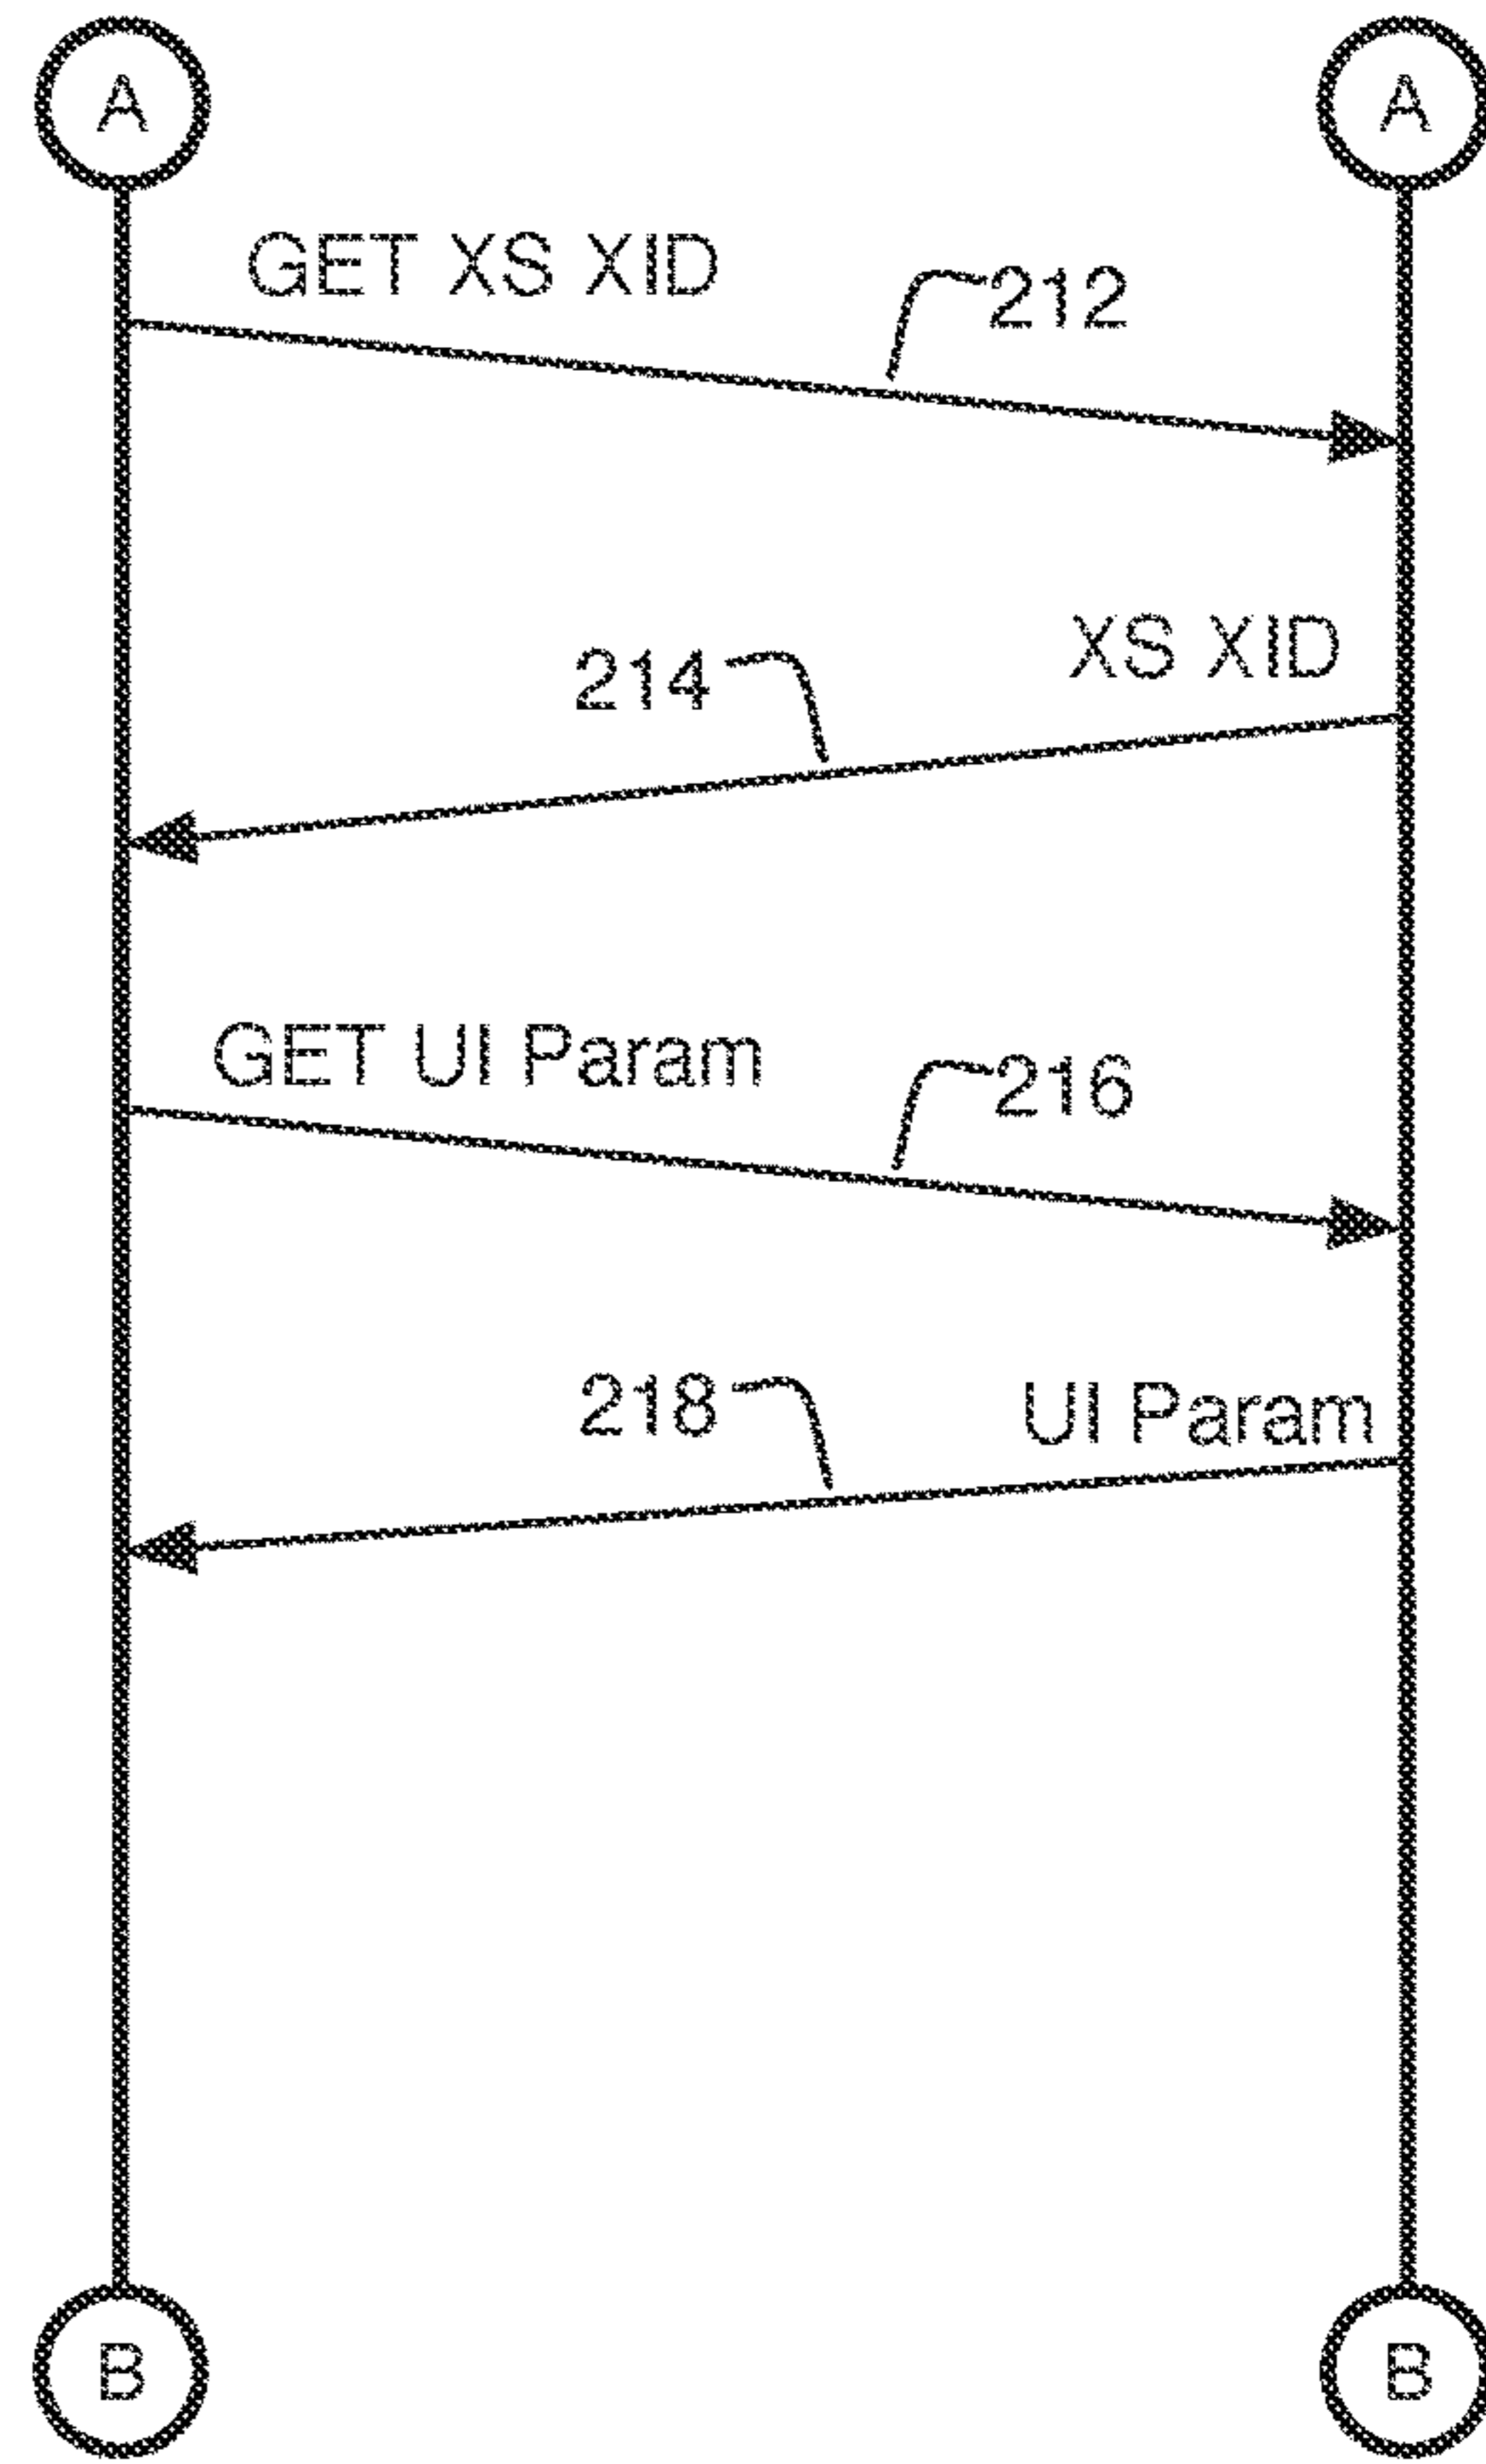 A A
GET XS XID
212
XS XID
214
GET UI Param
216
218
UI Param
B B